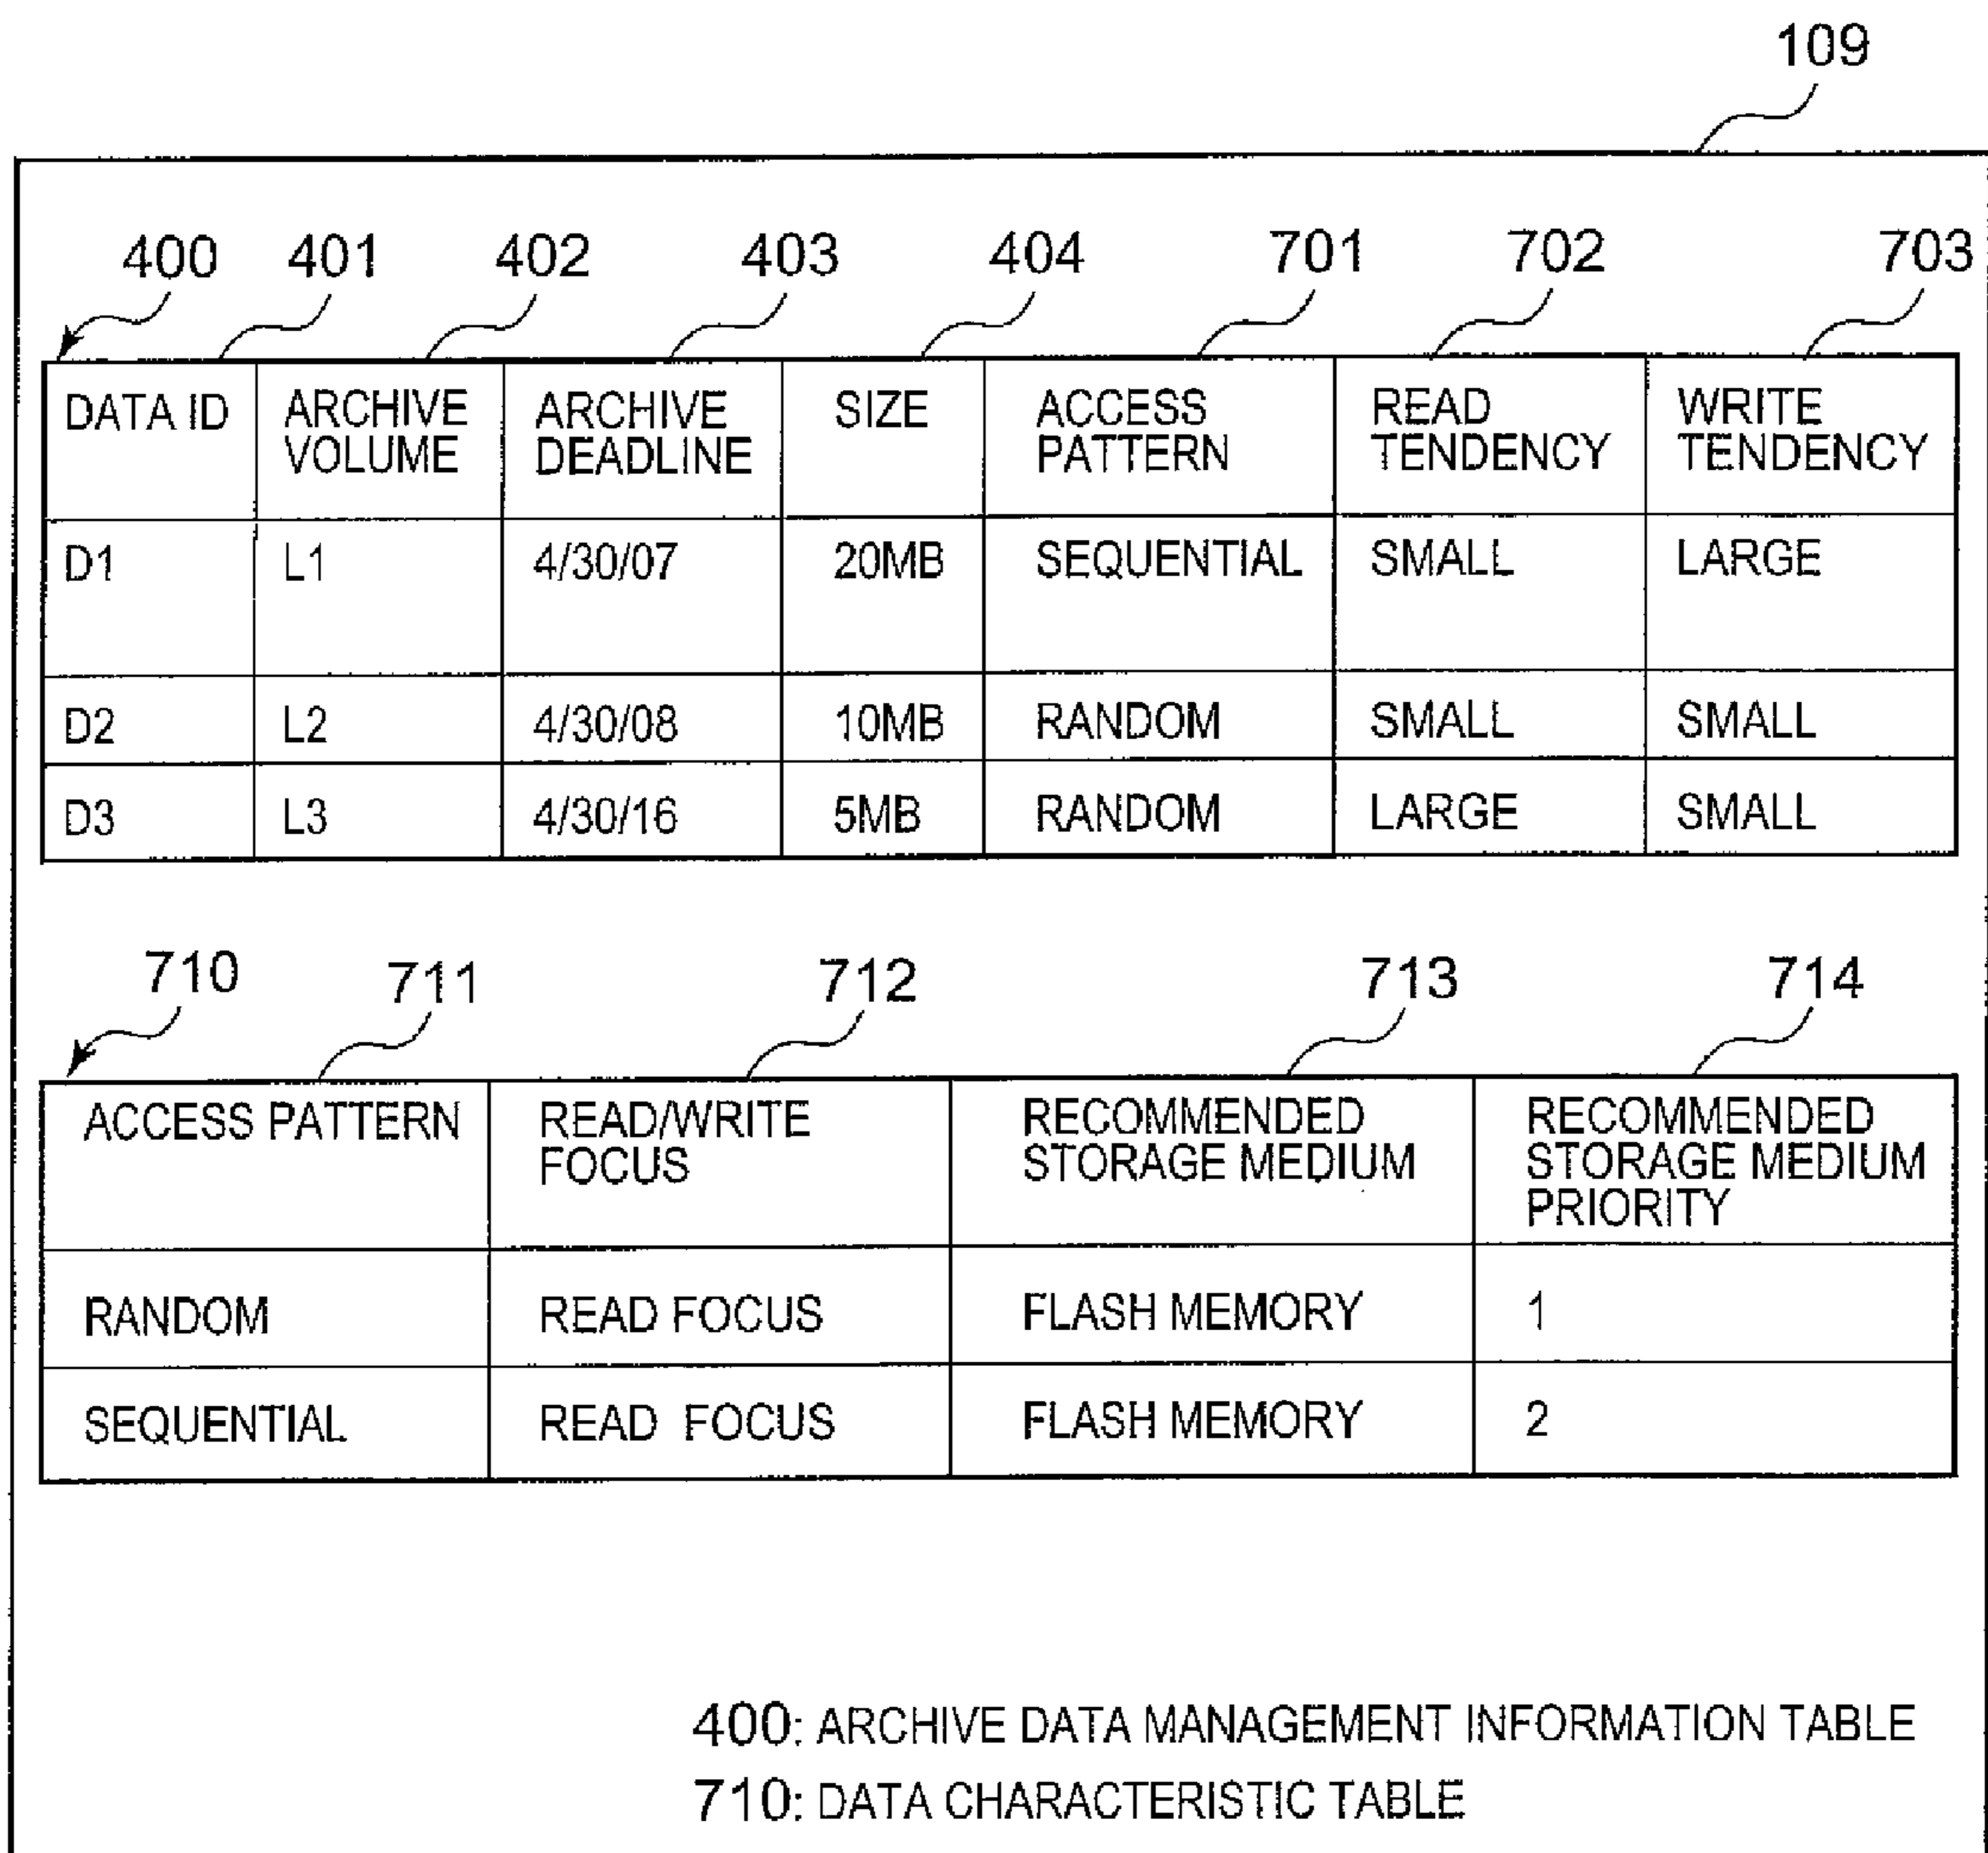 109
400 401 402 403 404 701 702 703
DATA ID ARCHIVE VOLUME ARCHIVE DEADLINE SIZE ACCESS PATTERN READ TENDENCY WRITE TENDENCY
D1 L1 4/30/07 20MB SEQUENTIAL SMALL LARGE
D2 L2 4/30/08 10MB RANDOM SMALL SMALL
D3 L3 4/30/16 5MB RANDOM LARGE SMALL
710 711 712 713 714
ACCESS PATTERN READ/WRITE FOCUS RECOMMENDED STORAGE MEDIUM RECOMMENDED STORAGE MEDIUM PRIORITY
RANDOM READ FOCUS FLASH MEMORY 1
SEQUENTIAL READ FOCUS FLASH MEMORY 2
400: ARCHIVE DATA MANAGEMENT INFORMATION TABLE
710: DATA CHARACTERISTIC TABLE